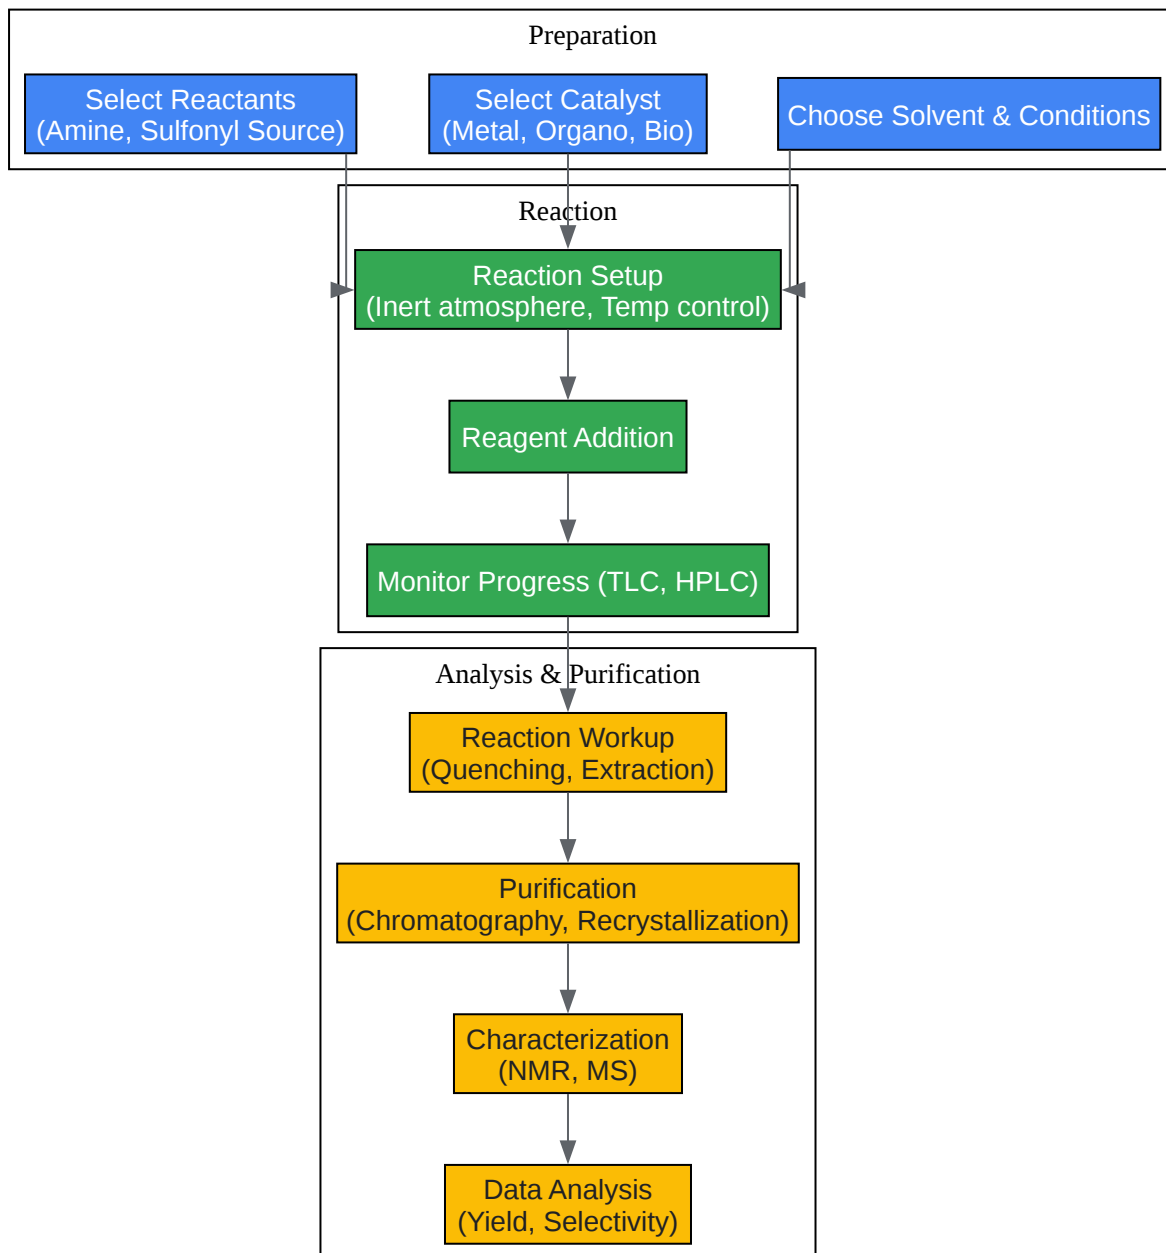 Preparation
Select Reactants
(Amine, Sulfonyl Source)
Select Catalyst
(Metal, Organo, Bio)
Choose Solvent & Conditions
Reaction
Reaction Setup
(Inert atmosphere, Temp control)
Reagent Addition
Monitor Progress (TLC, HPLC)
Analysis & Purification
Reaction Workup
(Quenching, Extraction)
Purification
(Chromatography, Recrystallization)
Characterization
(NMR, MS)
Data Analysis
(Yield, Selectivity)